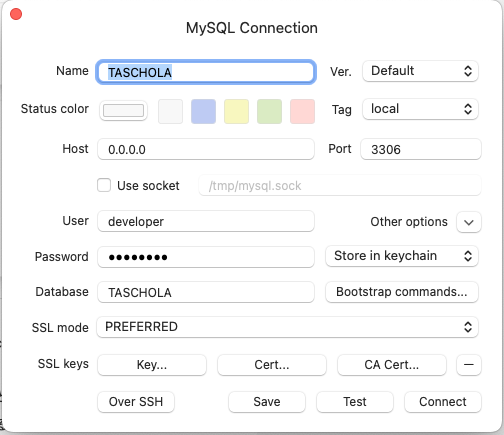 MySQL Connection
Name TASCHOLA Ver. Default
Status color Tag local
Host 0.0.0.0 Port 3306
Use socket /tmp/mysql.sock
User developer Other options
Password ●●●●●●●● Store in keychain
Database TASCHOLA Bootstrap commands...
SSL mode PREFERRED
SSL keys Key... Cert... CA Cert... −
Over SSH Save Test Connect